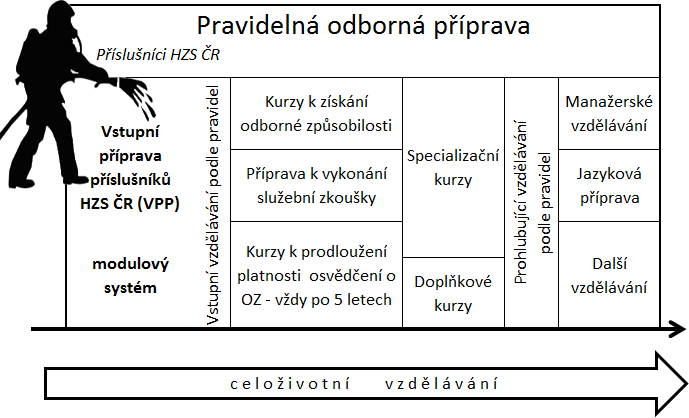 Pravidelná odborná příprava
Příslušníci HZS ČR
Vstupní
příprava
příslušníků
HZS ČR (VPP)
modulový
systém
Vstupní vzdělávání podle pravidel
Kurzy k získání
odborné způsobilosti
Příprava k vykonání
služební zkoušky
Kurzy k prodloužení
platnosti osvědčení o
OZ - vždy po 5 letech
Specializační
kurzy
Doplňkové
kurzy
Prohlubující vzdělávání
podle pravidel
Manažerské
vzdělávání
Jazyková
příprava
Další
vzdělávání
celoživotní vzdělávání